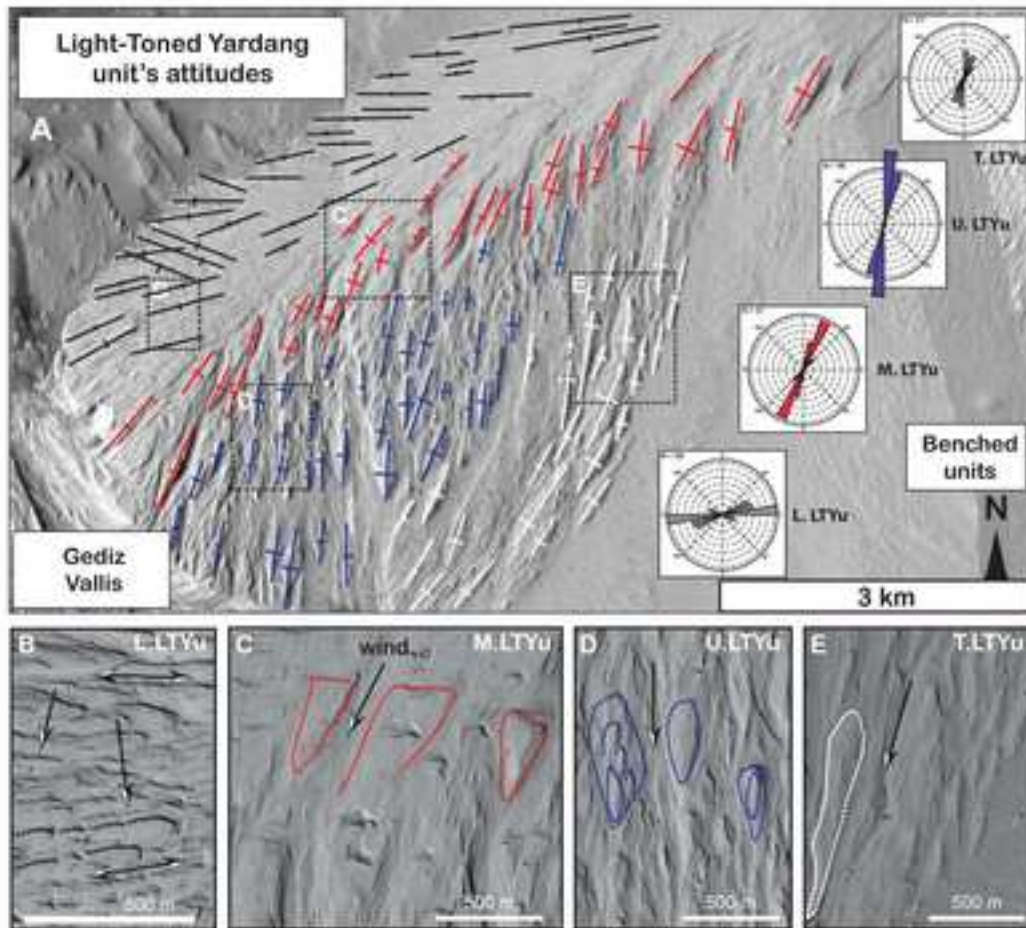 Light-Toned Yardang
unit's attitudes
A
T. LTYu
U. LTYu
C
E
M. LTYu
D
Benched
units
L. LTYu
N
Gediz
Vallis
3 km
B
L.LTYu
500 m
C
M.LTYu
500 m
D
U.LTYu
500 m
E
T.LTYu
500 m